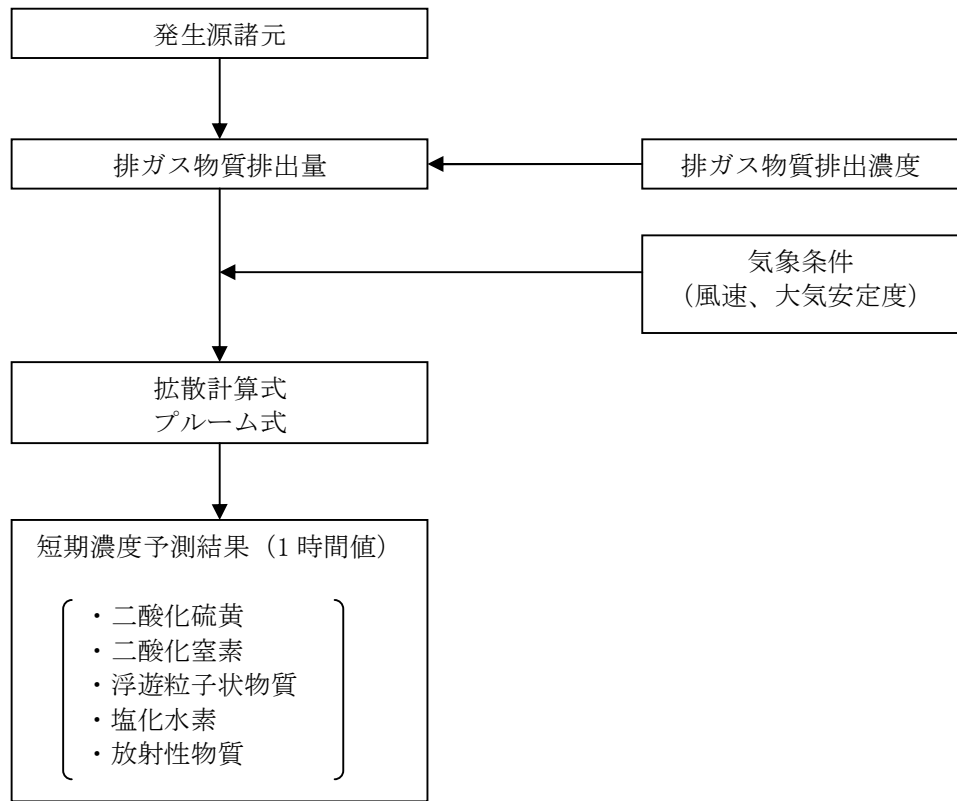 発生源諸元
排ガス物質排出量
排ガス物質排出濃度
気象条件
（風速、大気安定度）
拡散計算式
プルーム式
短期濃度予測結果（1 時間値）
・二酸化硫黄
・二酸化窒素
・浮遊粒子状物質
・塩化水素
・放射性物質